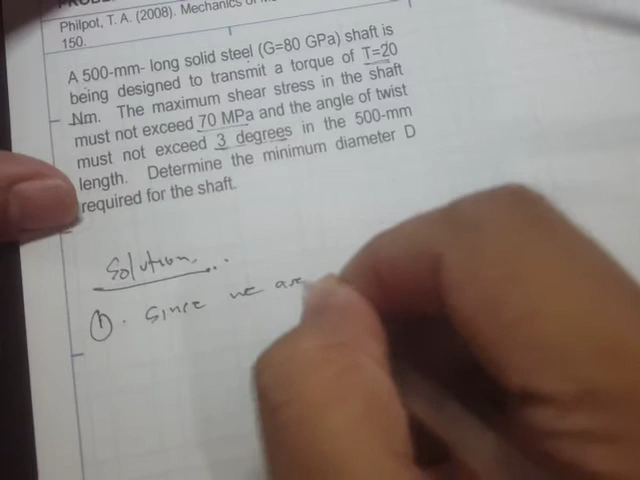 Philpot, T. A. (2008). Mechanics of
150.
A 500-mm- long solid steel (G=80 GPa) shaft is
being designed to transmit a torque of T=20
Nm. The maximum shear stress in the shaft
must not exceed 70 MPa and the angle of twist
must not exceed 3 degrees in the 500-mm
length. Determine the minimum diameter D
required for the shaft.
Solution...
① . Since we are